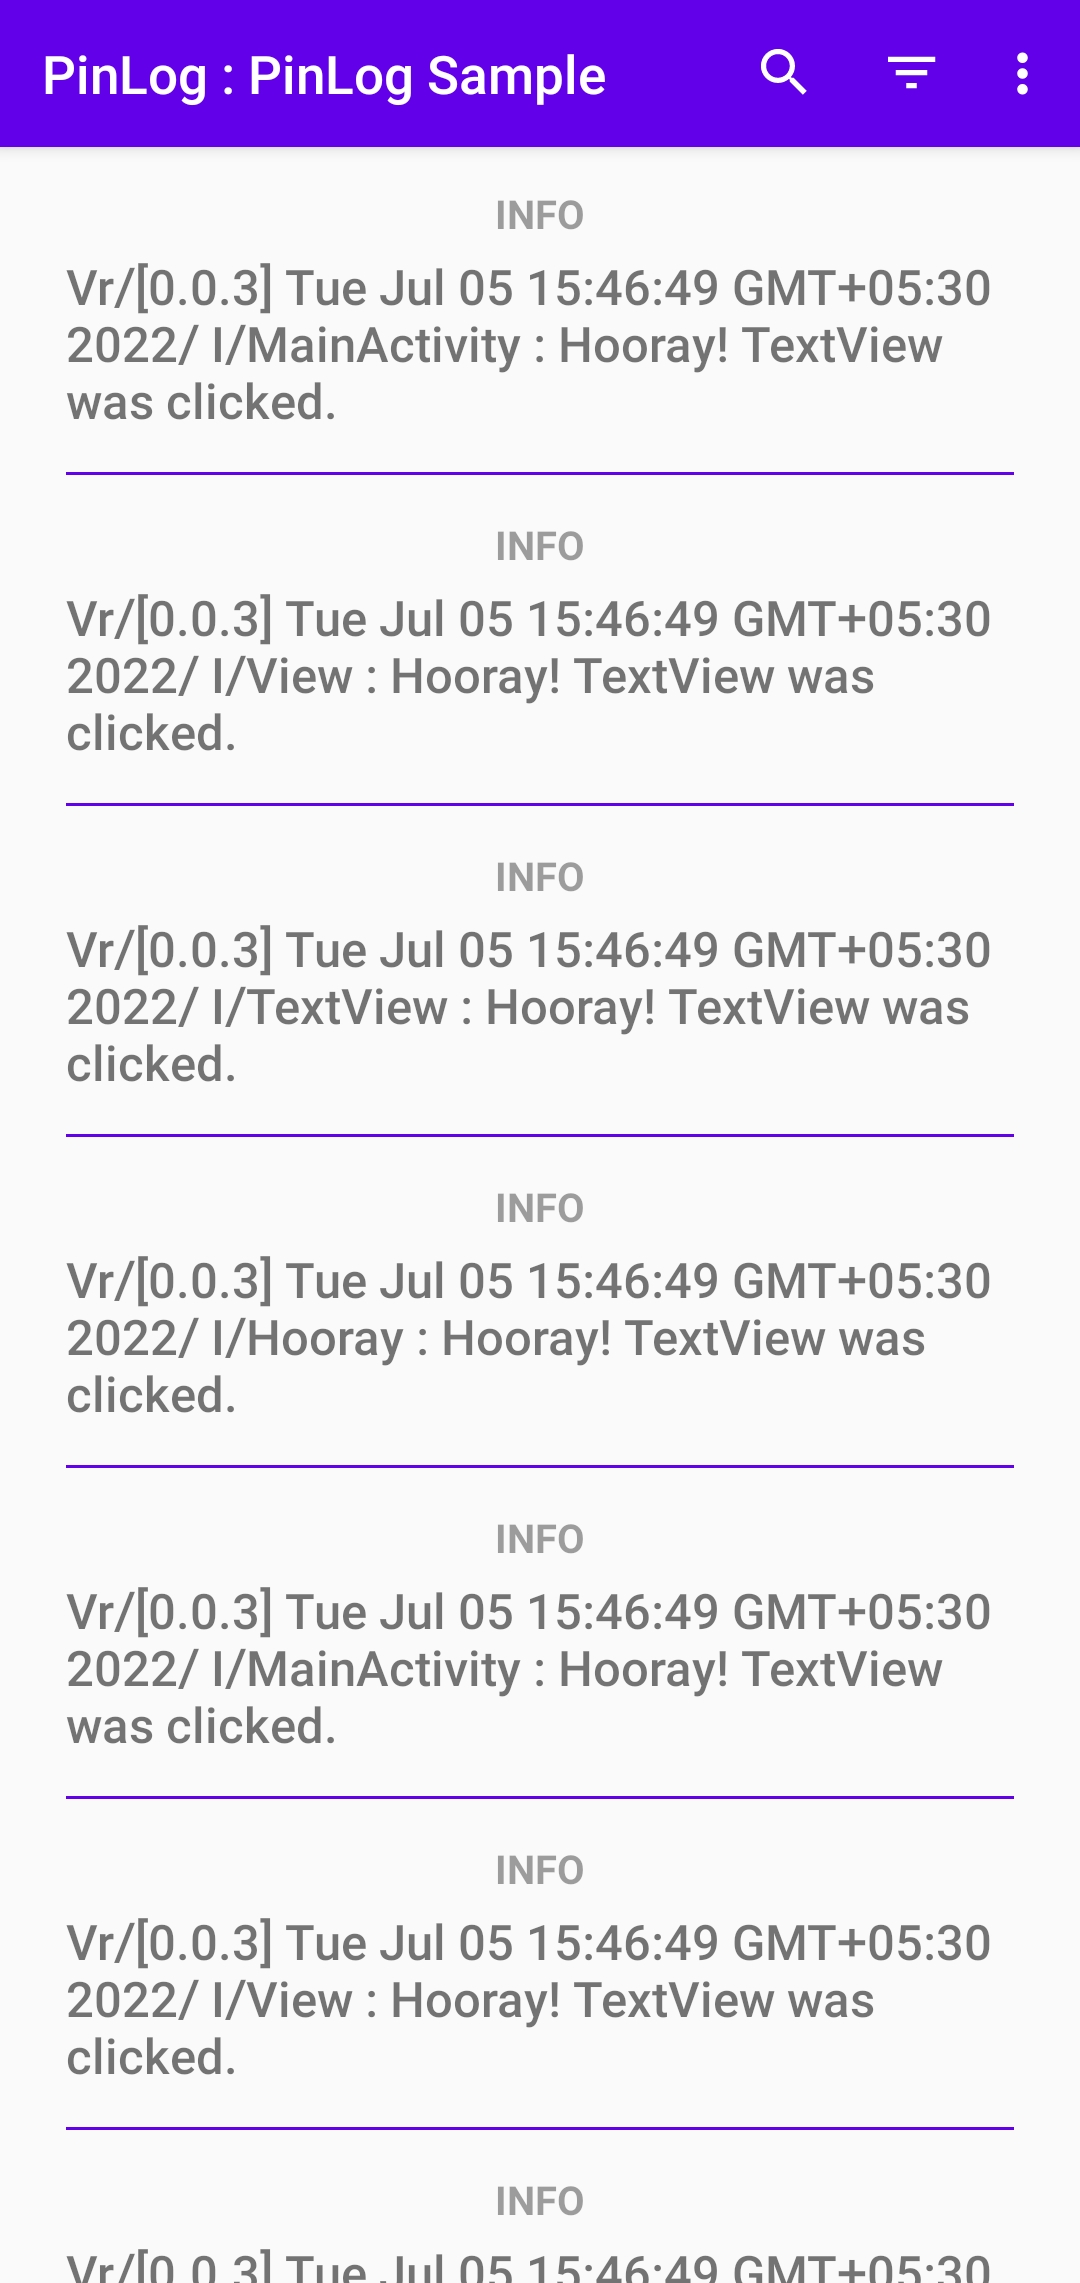 PinLog : PinLog Sample
INFO
Vr/[0.0.3] Tue Jul 05 15:46:49 GMT+05:30
2022/ I/MainActivity : Hooray! TextView
was clicked.
INFO
Vr/[0.0.3] Tue Jul 05 15:46:49 GMT+05:30
2022/ I/View : Hooray! TextView was
clicked.
INFO
Vr/[0.0.3] Tue Jul 05 15:46:49 GMT+05:30
2022/ I/TextView : Hooray! TextView was
clicked.
INFO
Vr/[0.0.3] Tue Jul 05 15:46:49 GMT+05:30
2022/ I/Hooray : Hooray! TextView was
clicked.
INFO
Vr/[0.0.3] Tue Jul 05 15:46:49 GMT+05:30
2022/ I/MainActivity : Hooray! TextView
was clicked.
INFO
Vr/[0.0.3] Tue Jul 05 15:46:49 GMT+05:30
2022/ I/View : Hooray! TextView was
clicked.
INFO
Vr/[0.0.3] Tue Jul 05 15:46:49 GMT+05:30